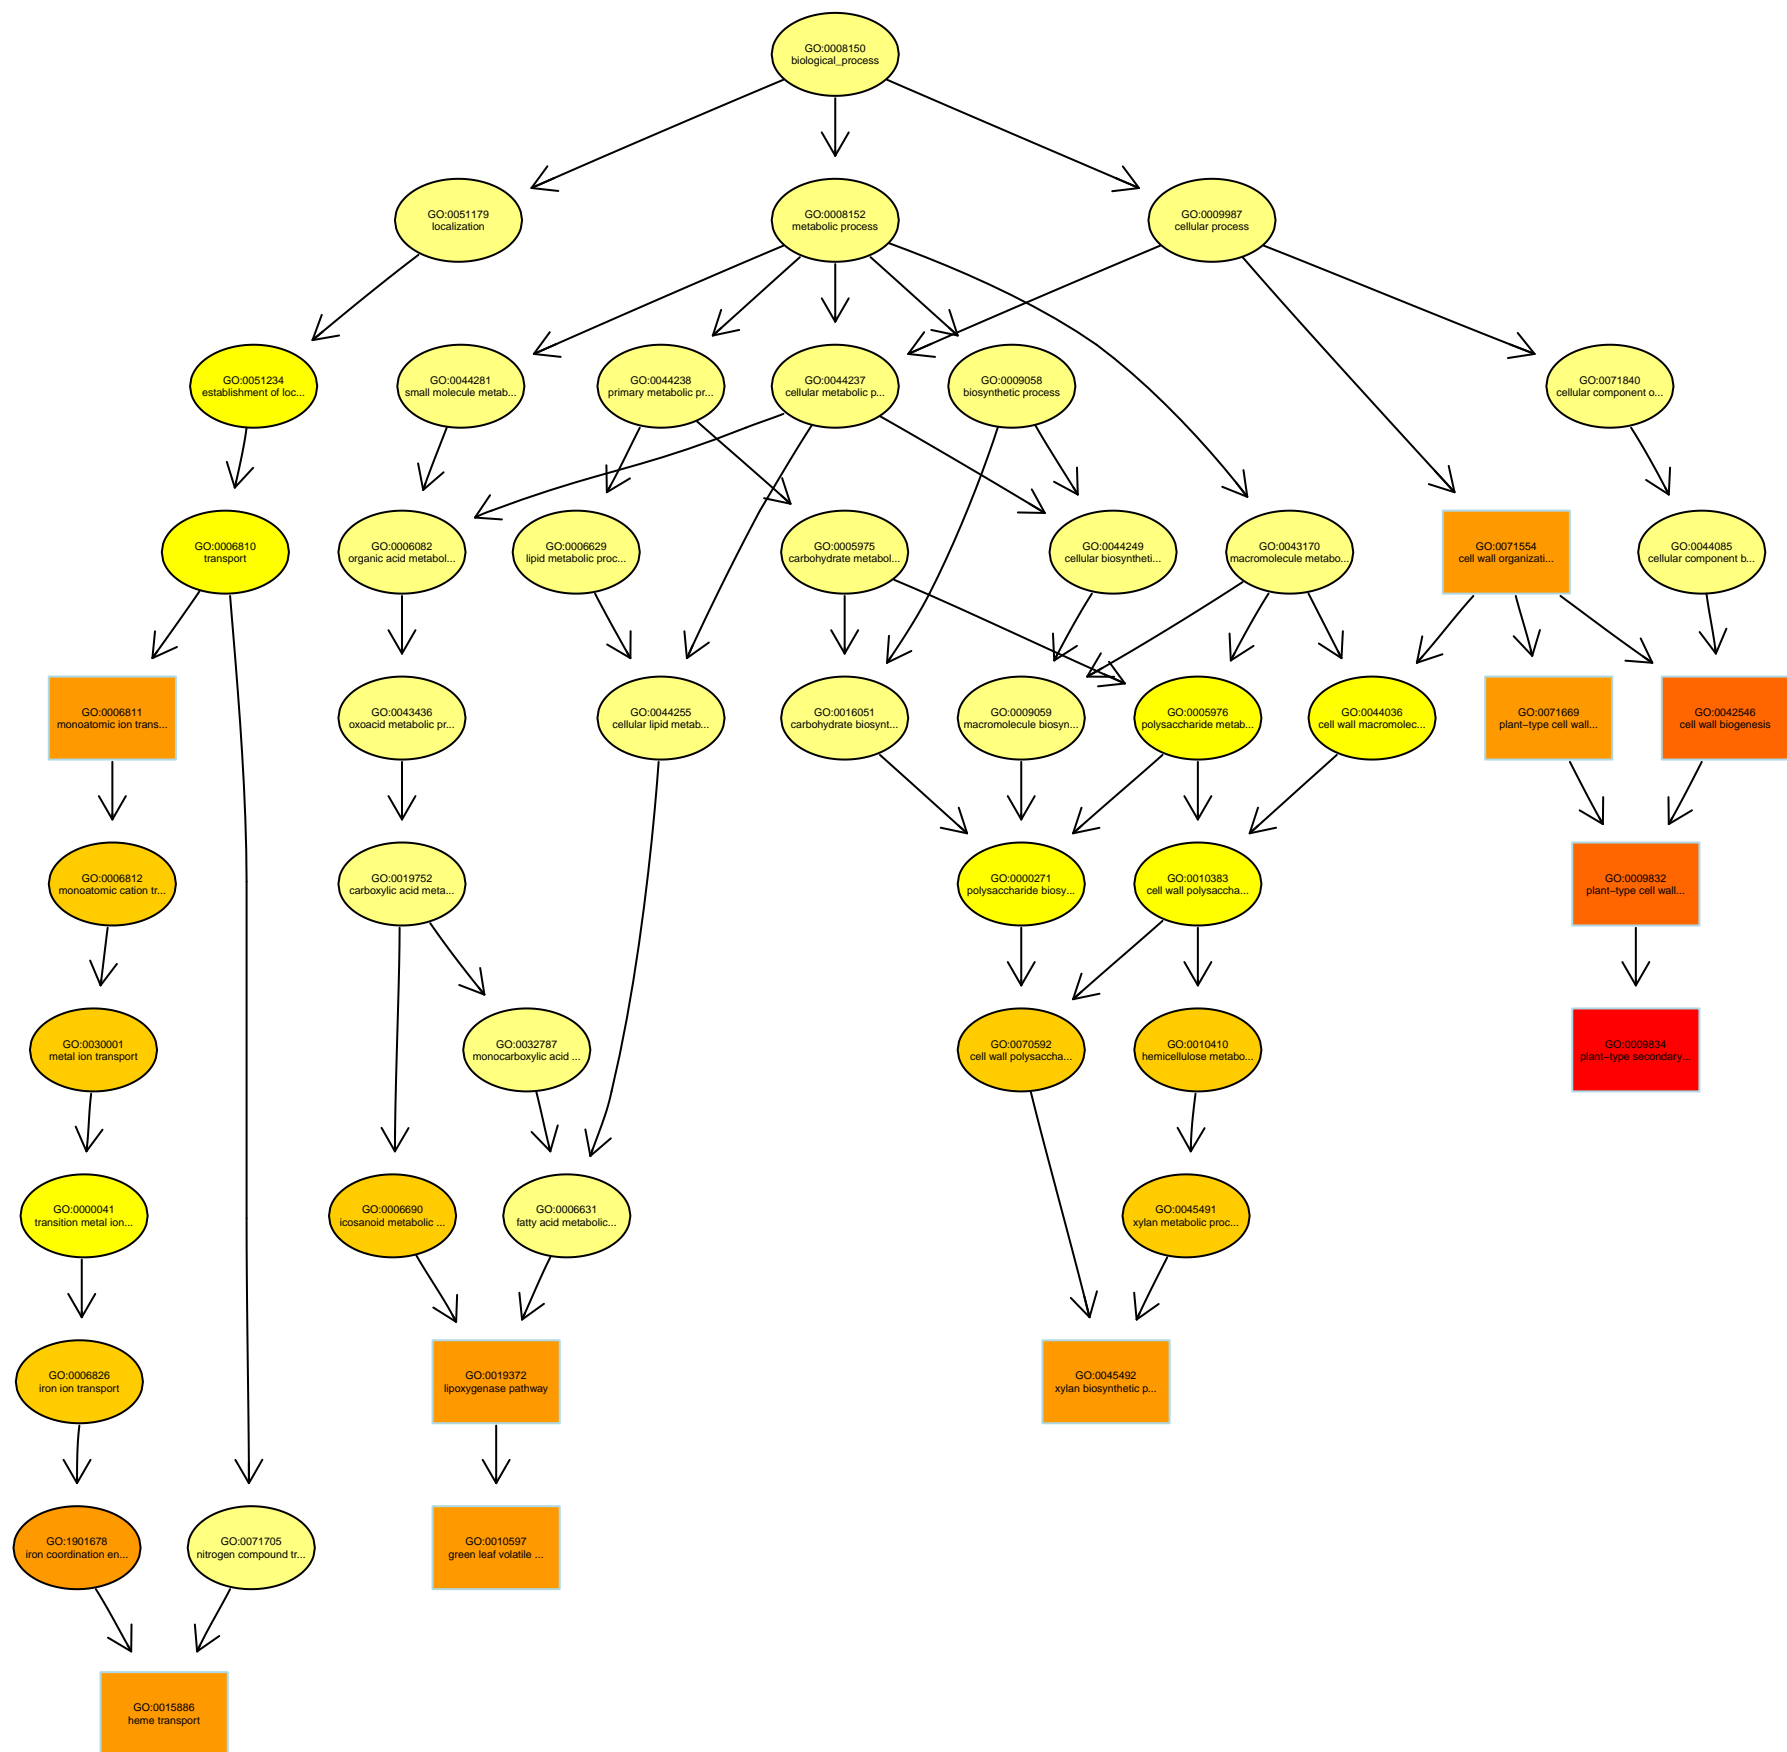 GO:0008150
biological_process
GO:0051179
localization
GO:0008152
metabolic process
GO:0009987
cellular process
GO:0051234
establishment of loc...
GO:0044281
small molecule metab...
GO:0044238
primary metabolic pr...
GO:0044237
cellular metabolic p...
GO:0009058
biosynthetic process
GO:0071840
cellular component o...
GO:0006810
transport
GO:0006082
organic acid metabol...
GO:0006629
lipid metabolic proc...
GO:0005975
carbohydrate metabol...
GO:0044249
cellular biosyntheti...
GO:0043170
macromolecule metabo...
GO:0071554
cell wall organizati...
GO:0044085
cellular component b...
GO:0006811
monoatomic ion trans...
GO:0043436
oxoacid metabolic pr...
GO:0044255
cellular lipid metab...
GO:0016051
carbohydrate biosynt...
GO:0009059
macromolecule biosyn...
GO:0005976
polysaccharide metab...
GO:0044036
cell wall macromolec...
GO:0071669
plant−type cell wall...
GO:0042546
cell wall biogenesis
GO:0006812
monoatomic cation tr...
GO:0019752
carboxylic acid meta...
GO:0000271
polysaccharide biosy...
GO:0010383
cell wall polysaccha...
GO:0009832
plant−type cell wall...
GO:0030001
metal ion transport
GO:0032787
monocarboxylic acid ...
GO:0070592
cell wall polysaccha...
GO:0010410
hemicellulose metabo...
GO:0009834
plant−type secondary...
GO:0000041
transition metal ion...
GO:0006690
icosanoid metabolic ...
GO:0006631
fatty acid metabolic...
GO:0045491
xylan metabolic proc...
GO:0006826
iron ion transport
GO:0019372
lipoxygenase pathway
GO:0045492
xylan biosynthetic p...
GO:1901678
iron coordination en...
GO:0071705
nitrogen compound tr...
GO:0010597
green leaf volatile ...
GO:0015886
heme transport